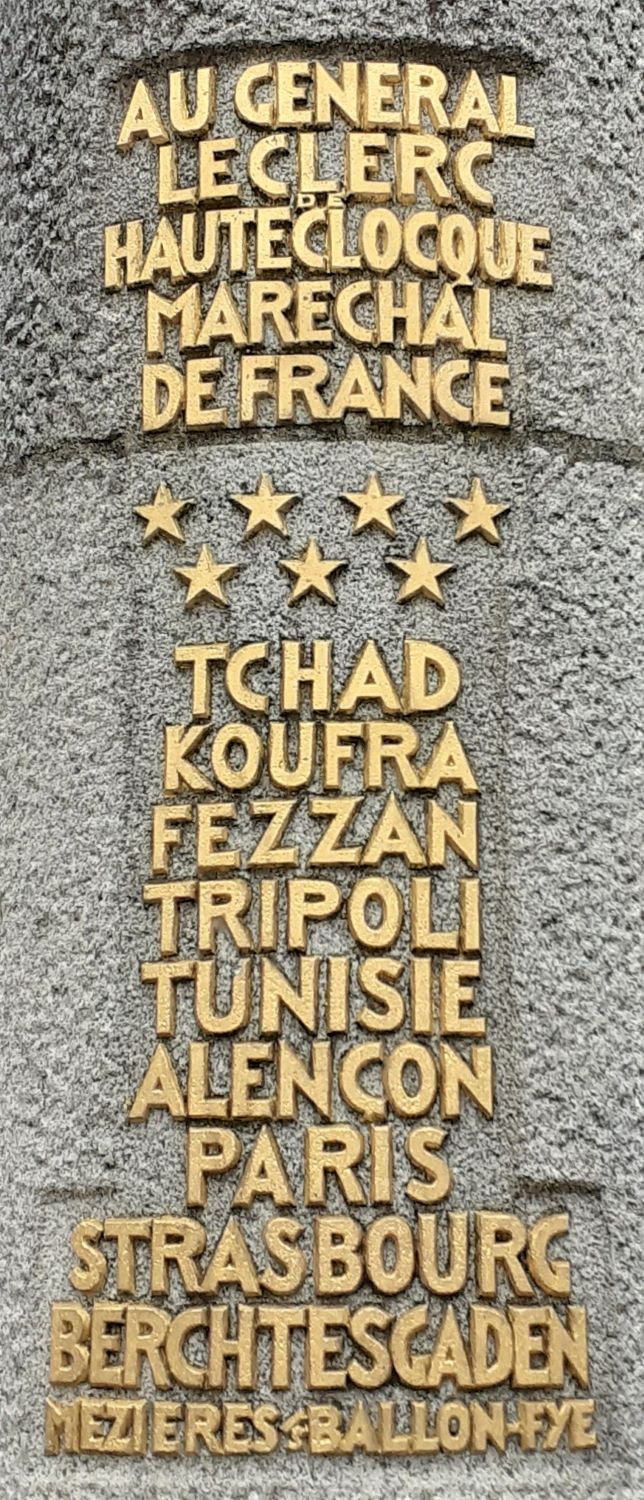 AU GENERAL
LECLERC
DE
HAUTECLOCQUE
MARECHAL
DE FRANCE
TCHAD
KOUFRA
FEZZAN
TRIPOLI
TUNISIE
ALENCON
PARIS
STRASBOURG
BERCHTESGADEN
MEZIERES S/ BALLON + FYE